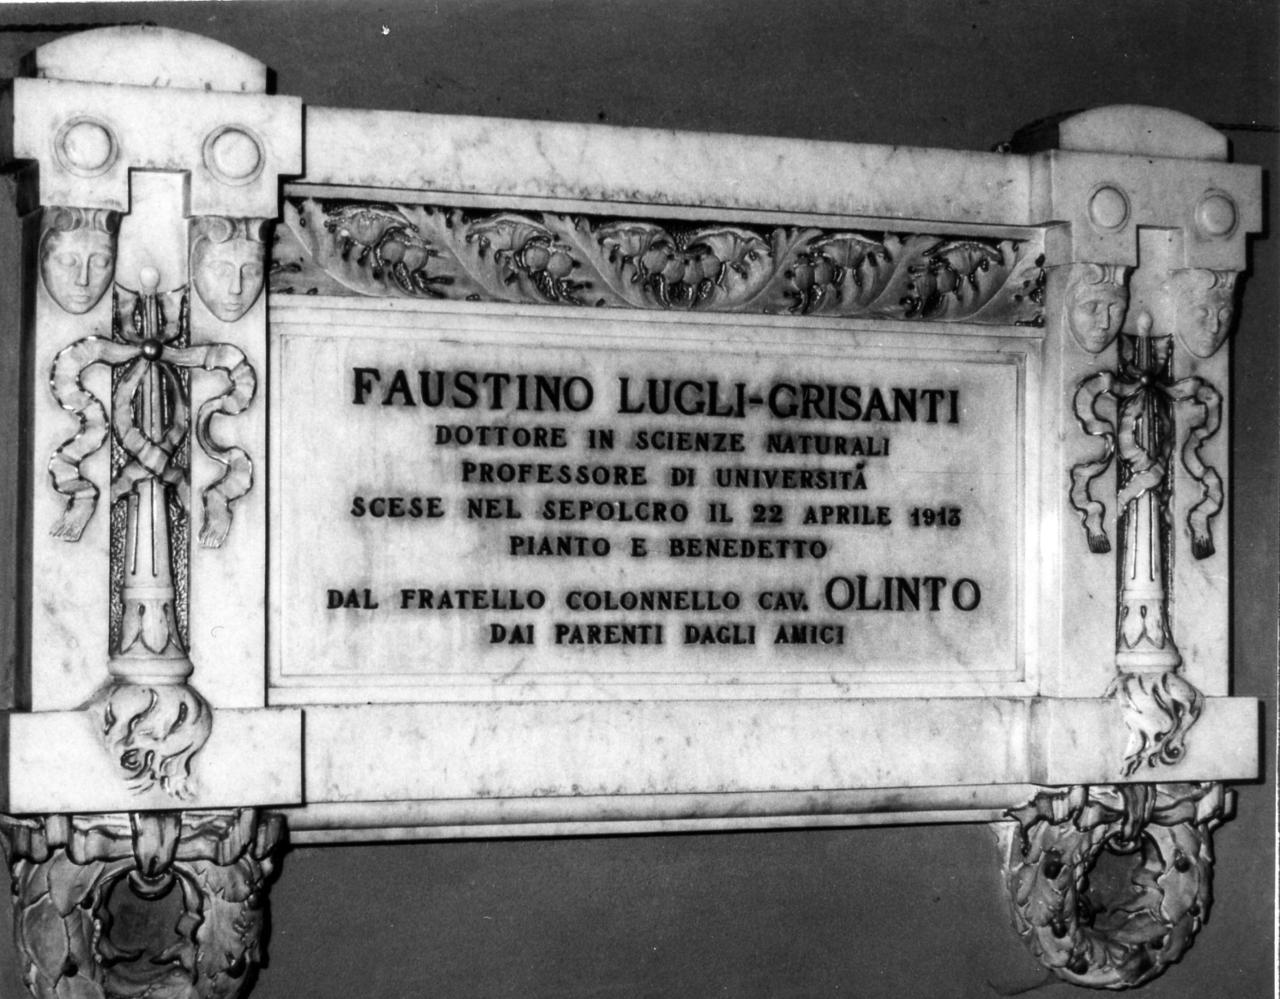 FAUSTINO LUGLI-GRISANTI
DOTTORE IN SCIENZE NATURALI
PROFESSORE DI UNIVERSITÀ
SCESE NEL SEPOLCRO IL 22 APRILE 1913
PIANTO E BENEDETTO
DAL FRATELLO COLONNELLO CAV. OLINTO
DAI PARENTI DAGLI AMICI